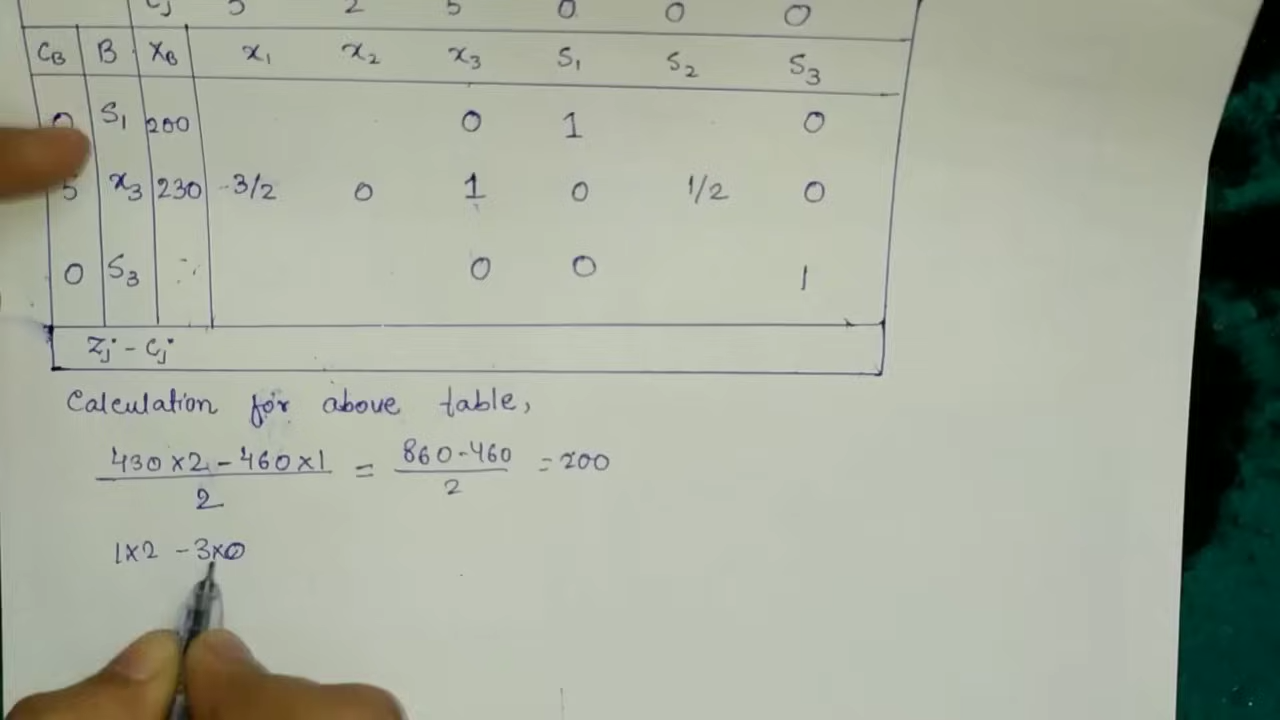 Cj 3 2 5 0 0 0
CB B XB x₁ x₂ x₃ S₁ S₂ S₃
0 S₁ 200 0 1 0
5 x₃ 230 -3/2 0 1 0 1/2 0
0 S₃ 0 0 1
Zj - Cj
Calculation for above table,
430×2 - 460×1 / 2 = 860-460 / 2 = 200
1×2 - 3×0